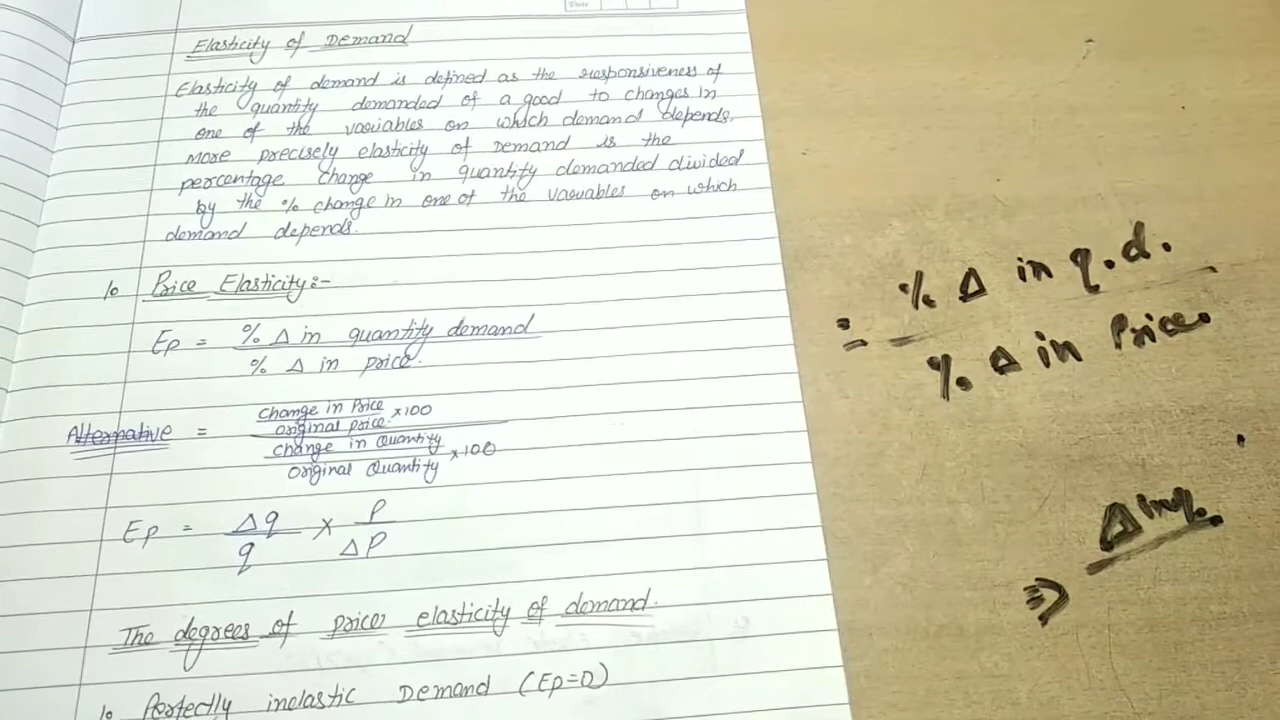 Elasticity of Demand
Elasticity of demand is defined as the responsiveness of
the quantity demanded of a good to changes in
one of the variables on which demand depends.
More precisely elasticity of Demand is the
percentage change in quantity demanded divided
by the % change in one of the variables on which
demand depends.
1. Price Elasticity:-
Ep = % Δ in quantity demand
% Δ in price.
Alternative = change in Price × 100
original price.
change in Quantity × 100
original Quantity
Ep = Δq × P
q ΔP
The degrees of price elasticity of demand.
1. Perfectly inelastic Demand (Ep=0)
= % Δ in q.d.
% Δ in Price.
⇒ Δ in q.